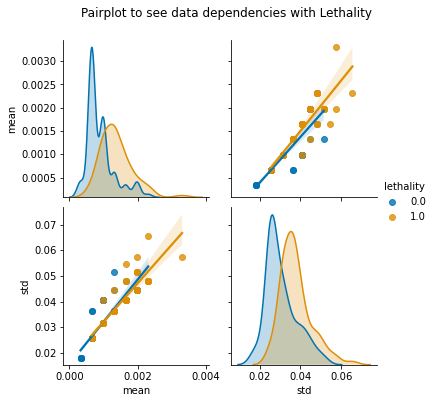 Pairplot to see data dependencies with Lethality
0.0030
0.0025
0.0020
0.0015
0.0010
0.0005
mean
lethality
0.0
1.0
0.07
0.06
0.05
0.04
0.03
0.02
std
0.000 0.002 0.004
mean
0.02 0.04 0.06
std